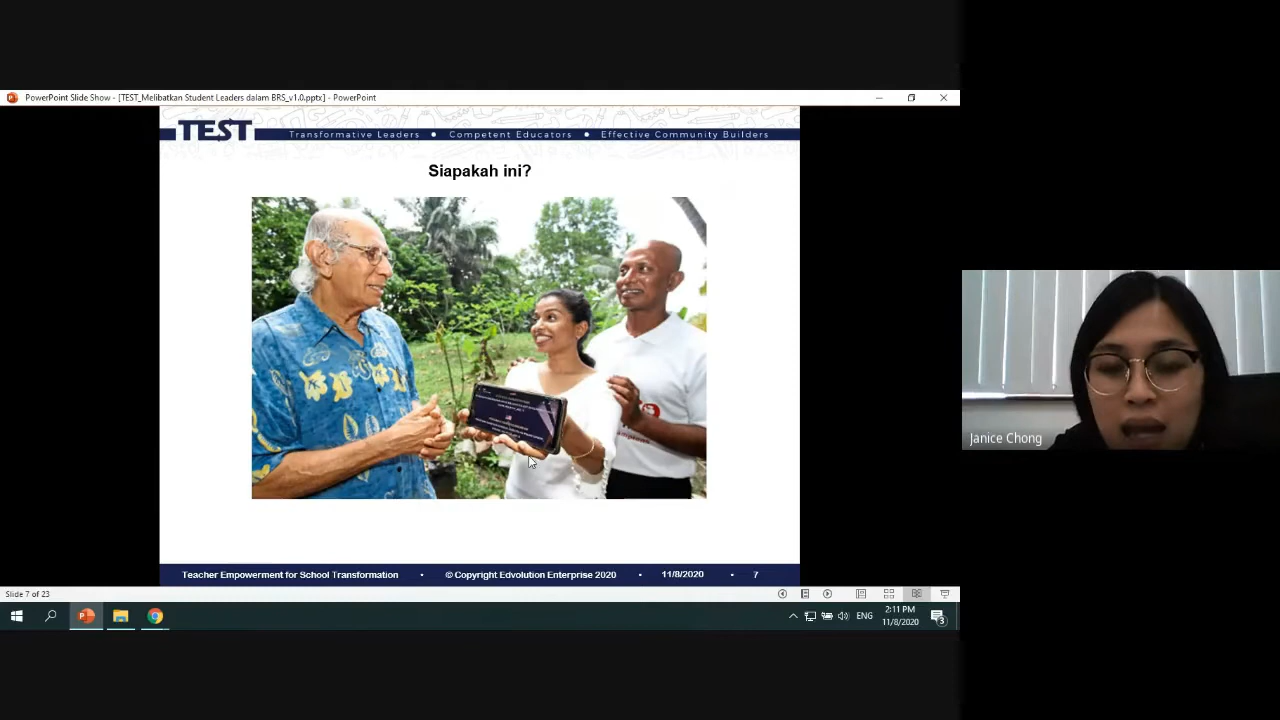 PowerPoint Slide Show - [TEST_Melibatkan Student Leaders dalam BRS_v1.0.pptx] - PowerPoint
TEST
Transformative Leaders • Competent Educators • Effective Community Builders
Siapakah ini?
Janice Chong
Teacher Empowerment for School Transformation • © Copyright Edvolution Enterprise 2020 • 11/8/2020 • 7
Slide 7 of 23
ENG
2:11 PM
11/8/2020
3